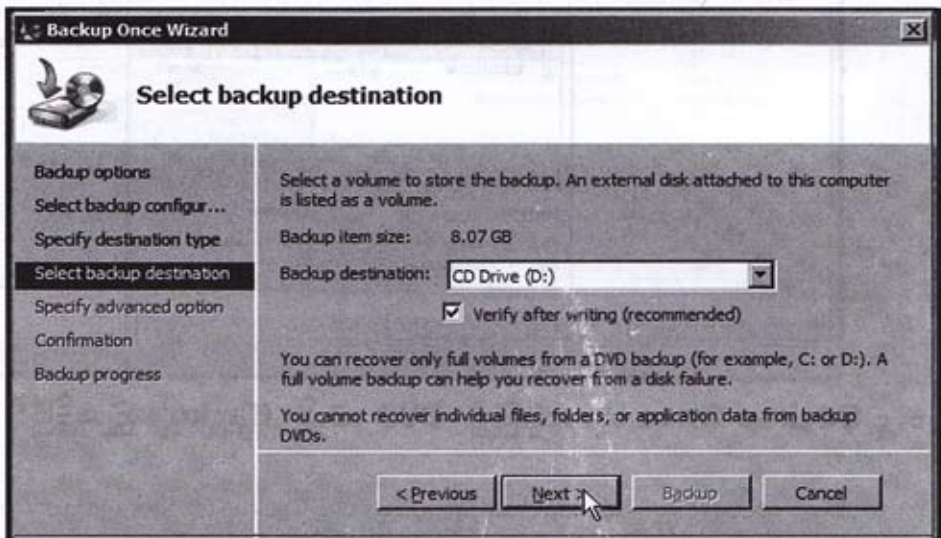 Backup Once Wizard
Select backup destination
Backup options
Select backup configur...
Specify destination type
Select backup destination
Specify advanced option
Confirmation
Backup progress
Select a volume to store the backup. An external disk attached to this computer
is listed as a volume.
Backup item size: 8.07 GB
Backup destination: CD Drive (D:)
Verify after writing (recommended)
You can recover only full volumes from a DVD backup (for example, C: or D:). A
full volume backup can help you recover from a disk failure.
You cannot recover individual files, folders, or application data from backup
DVDs.
< Previous
Next >
Backup
Cancel